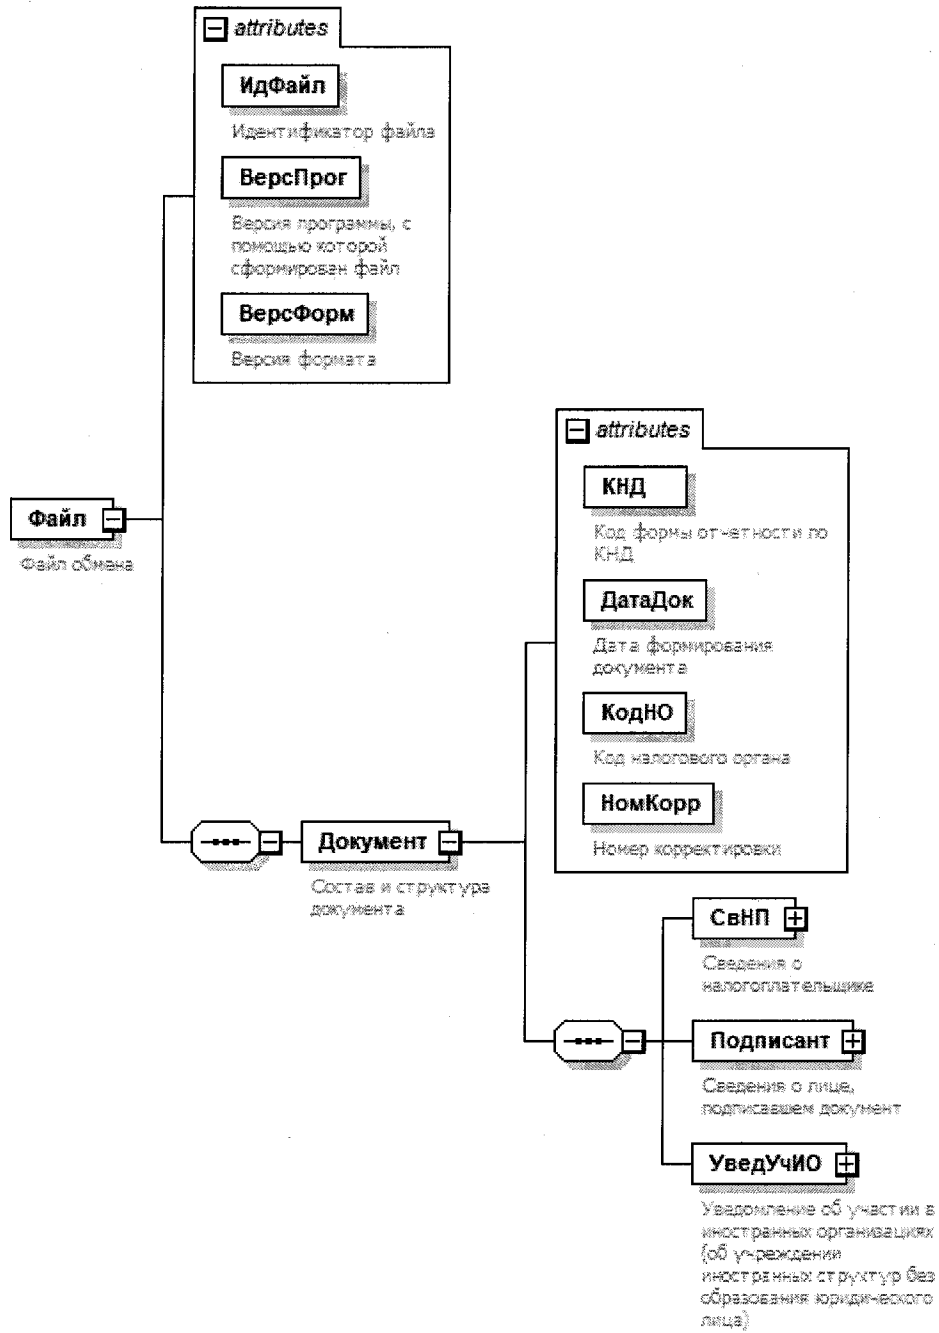 attributes
ИдФайл
Идентификатор файла
ВерсПрог
Версия программы, с
помощью которой
сформирован файл
ВерсФорм
Версия формата
Файл
Файл обмена
attributes
КНД
Код формы отчетности по
КНД
ДатаДок
Дата формирования
документа
КодНО
Код налогового органа
НомКорр
Номер корректировки
Документ
Состав и структура
документа
СвНП
Сведения о
налогоплательщике
Подписант
Сведения о лице,
подписавшем документ
УведУчИО
Уведомление об участии в
иностранных организациях
(об учреждении
иностранных структур без
образования юридического
лица)